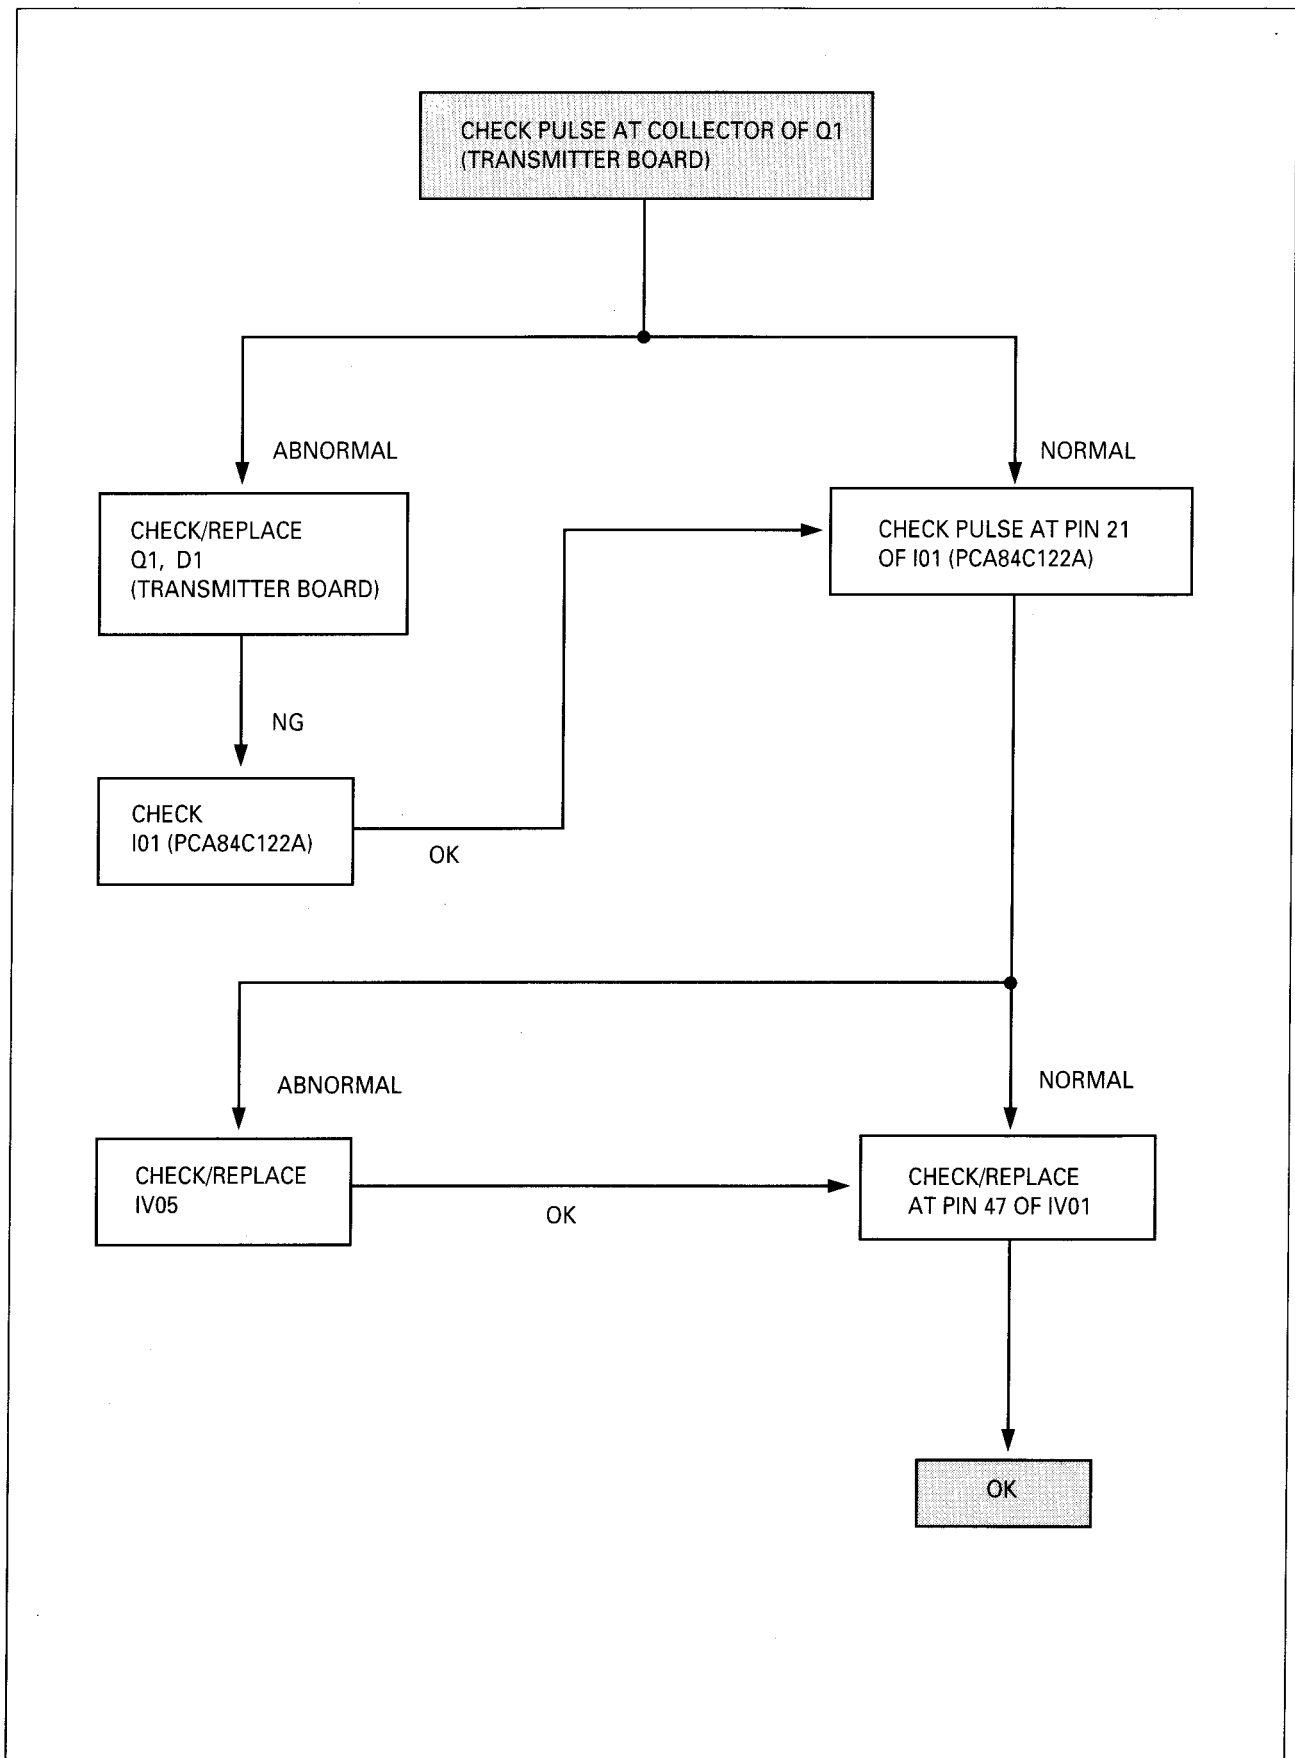 CHECK PULSE AT COLLECTOR OF Q1
(TRANSMITTER BOARD)
ABNORMAL
NORMAL
CHECK/REPLACE
Q1, D1
(TRANSMITTER BOARD)
CHECK PULSE AT PIN 21
OF I01 (PCA84C122A)
NG
CHECK
I01 (PCA84C122A)
OK
ABNORMAL
NORMAL
CHECK/REPLACE
IV05
OK
CHECK/REPLACE
AT PIN 47 OF IV01
OK